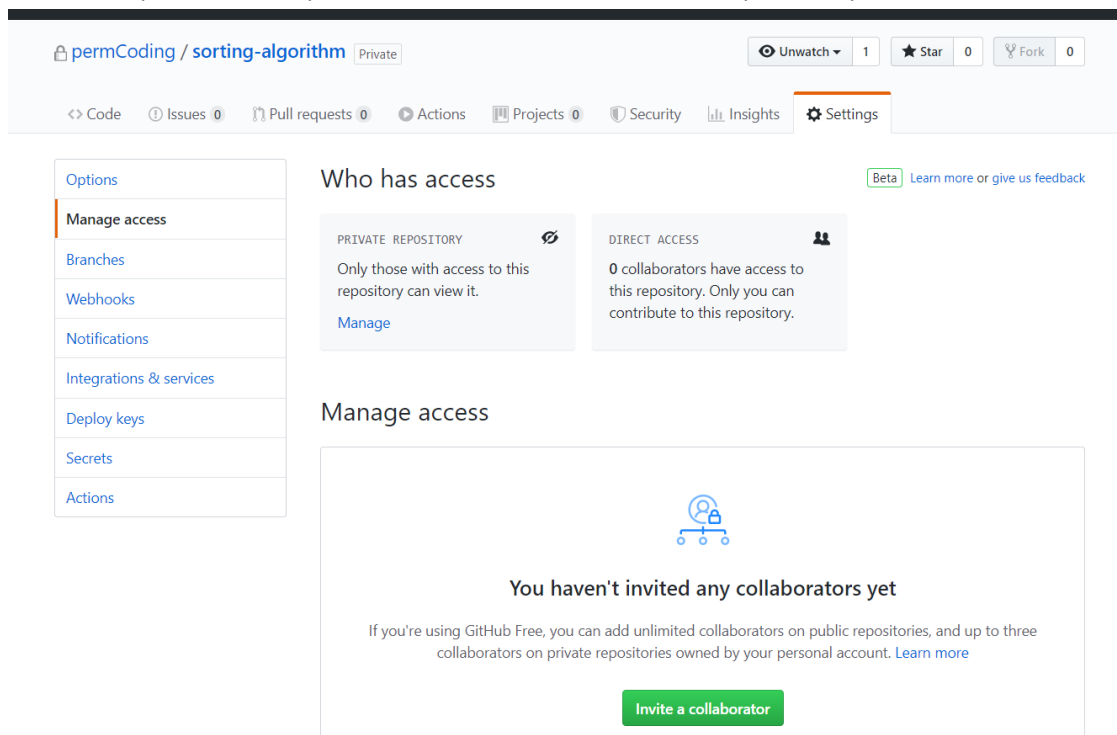 permCoding / sorting-algorithm Private
Unwatch 1 Star 0 Fork 0
Code Issues 0 Pull requests 0 Actions Projects 0 Security Insights Settings
Options
Manage access
Branches
Webhooks
Notifications
Integrations & services
Deploy keys
Secrets
Actions
Who has access
Beta Learn more or give us feedback
PRIVATE REPOSITORY
Only those with access to this
repository can view it.
Manage
DIRECT ACCESS
0 collaborators have access to
this repository. Only you can
contribute to this repository.
Manage access
You haven't invited any collaborators yet
If you're using GitHub Free, you can add unlimited collaborators on public repositories, and up to three
collaborators on private repositories owned by your personal account. Learn more
Invite a collaborator